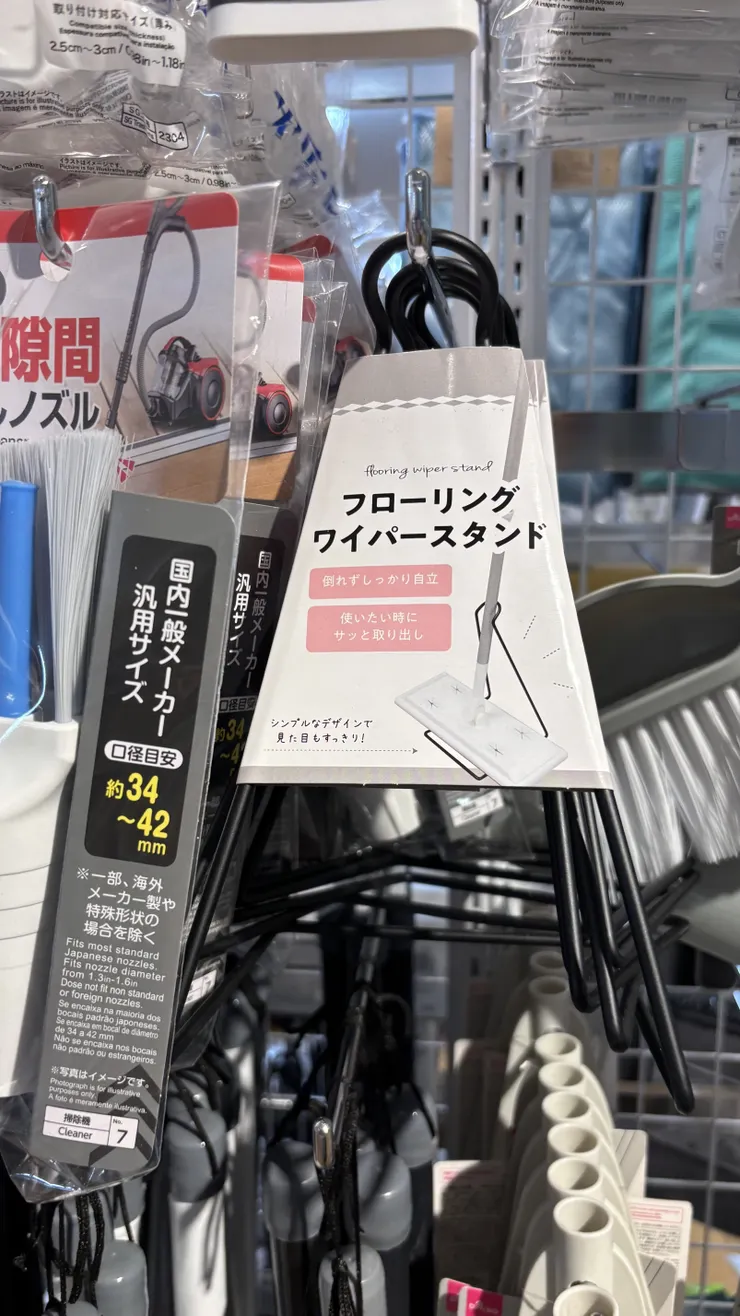 取り付け対応サイズ(厚み)
2.5cm〜3cm / 0.98in〜1.18in
2304
2.5cm〜3cm / 0.98in
隙間
ノズル
国内一般メーカー
汎用サイズ
口径目安
約34
〜42
mm
※一部、海外
メーカー製や
特殊形状の
場合を除く
Fits most standard
Japanese nozzles.
Fits nozzle diameter
from 1.3in-1.6in
Dose not fit non standard
or foreign nozzles.
Se encaixa na maioria dos
bocais padrão japoneses.
Se encaixa em bocal de diâmetro
de 34 a 42 mm
Não se encaixa nos bocais
não padrão ou estrangeiros.
※写真はイメージです。
Photograph is for illustrative
purposes only.
A foto é meramente ilustrativa.
掃除機
Cleaner
No.
7
国内一般メーカー
汎用サイズ
口径目安
約34
flooring wiper stand
フローリング
ワイパースタンド
倒れずしっかり自立
使いたい時に
サッと取り出し
シンプルなデザインで
見た目もすっきり!